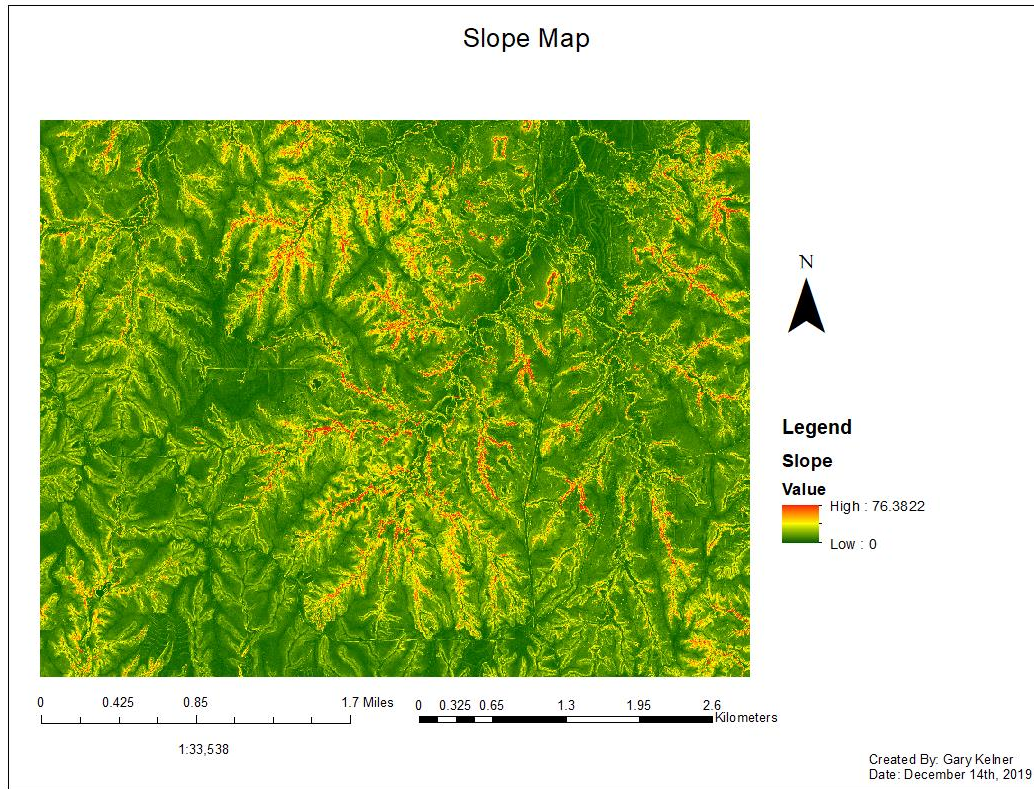 Slope Map
N
Legend
Slope
Value
High : 76.3822
Low : 0
0 0.425 0.85 1.7 Miles
0 0.325 0.65 1.3 1.95 2.6
Kilometers
1:33,538
Created By: Gary Kelner
Date: December 14th, 2019